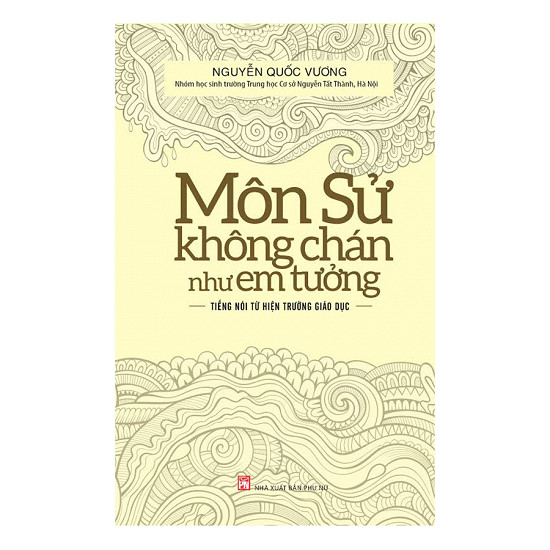 NGUYỄN QUỐC VƯƠNG
Nhóm học sinh trường Trung học Cơ sở Nguyễn Tất Thành, Hà Nội
Môn Sử
không chán
như em tưởng
TIẾNG NÓI TỪ HIỆN TRƯỜNG GIÁO DỤC
PN
NHÀ XUẤT BẢN PHỤ NỮ